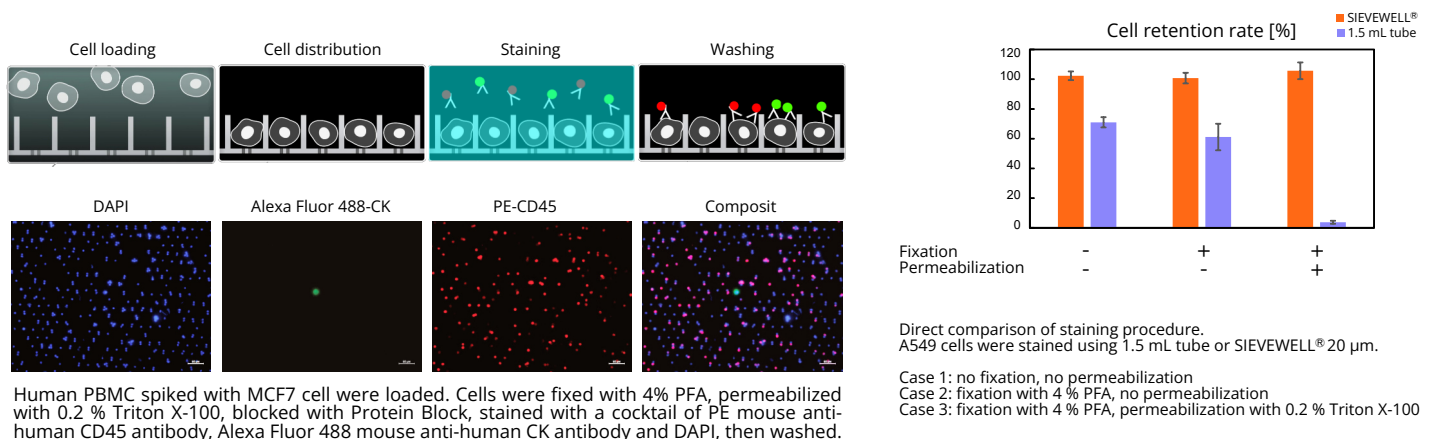 Cell loading
Cell distribution
Staining
Washing
DAPI
Alexa Fluor 488-CK
PE-CD45
Composit
Human PBMC spiked with MCF7 cell were loaded. Cells were fixed with 4% PFA, permeabilized
with 0.2 % Triton X-100, blocked with Protein Block, stained with a cocktail of PE mouse anti-
human CD45 antibody, Alexa Fluor 488 mouse anti-human CK antibody and DAPI, then washed.
Cell retention rate [%]
SIEVEWELL®
1.5 mL tube
120
100
80
60
40
20
0
Fixation - + +
Permeabilization - - +
Direct comparison of staining procedure.
A549 cells were stained using 1.5 mL tube or SIEVEWELL® 20 μm.
Case 1: no fixation, no permeabilization
Case 2: fixation with 4 % PFA, no permeabilization
Case 3: fixation with 4 % PFA, permeabilization with 0.2 % Triton X-100